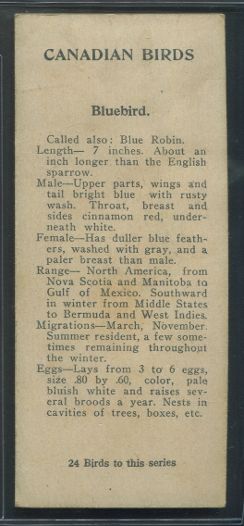 CANADIAN BIRDS
Bluebird.
Called also: Blue Robin.
Length— 7 inches. About an
inch longer than the English
sparrow.
Male—Upper parts, wings and
tail bright blue with rusty
wash. Throat, breast and
sides cinnamon red, under-
neath white.
Female—Has duller blue feath-
ers, washed with gray, and a
paler breast than male.
Range— North America, from
Nova Scotia and Manitoba to
Gulf of Mexico. Southward
in winter from Middle States
to Bermuda and West Indies.
Migrations—March, November.
Summer resident, a few some-
times remaining throughout
the winter.
Eggs—Lays from 3 to 6 eggs,
size .80 by .60, color, pale
bluish white and raises sev-
eral broods a year. Nests in
cavities of trees, boxes, etc.
24 Birds to this series